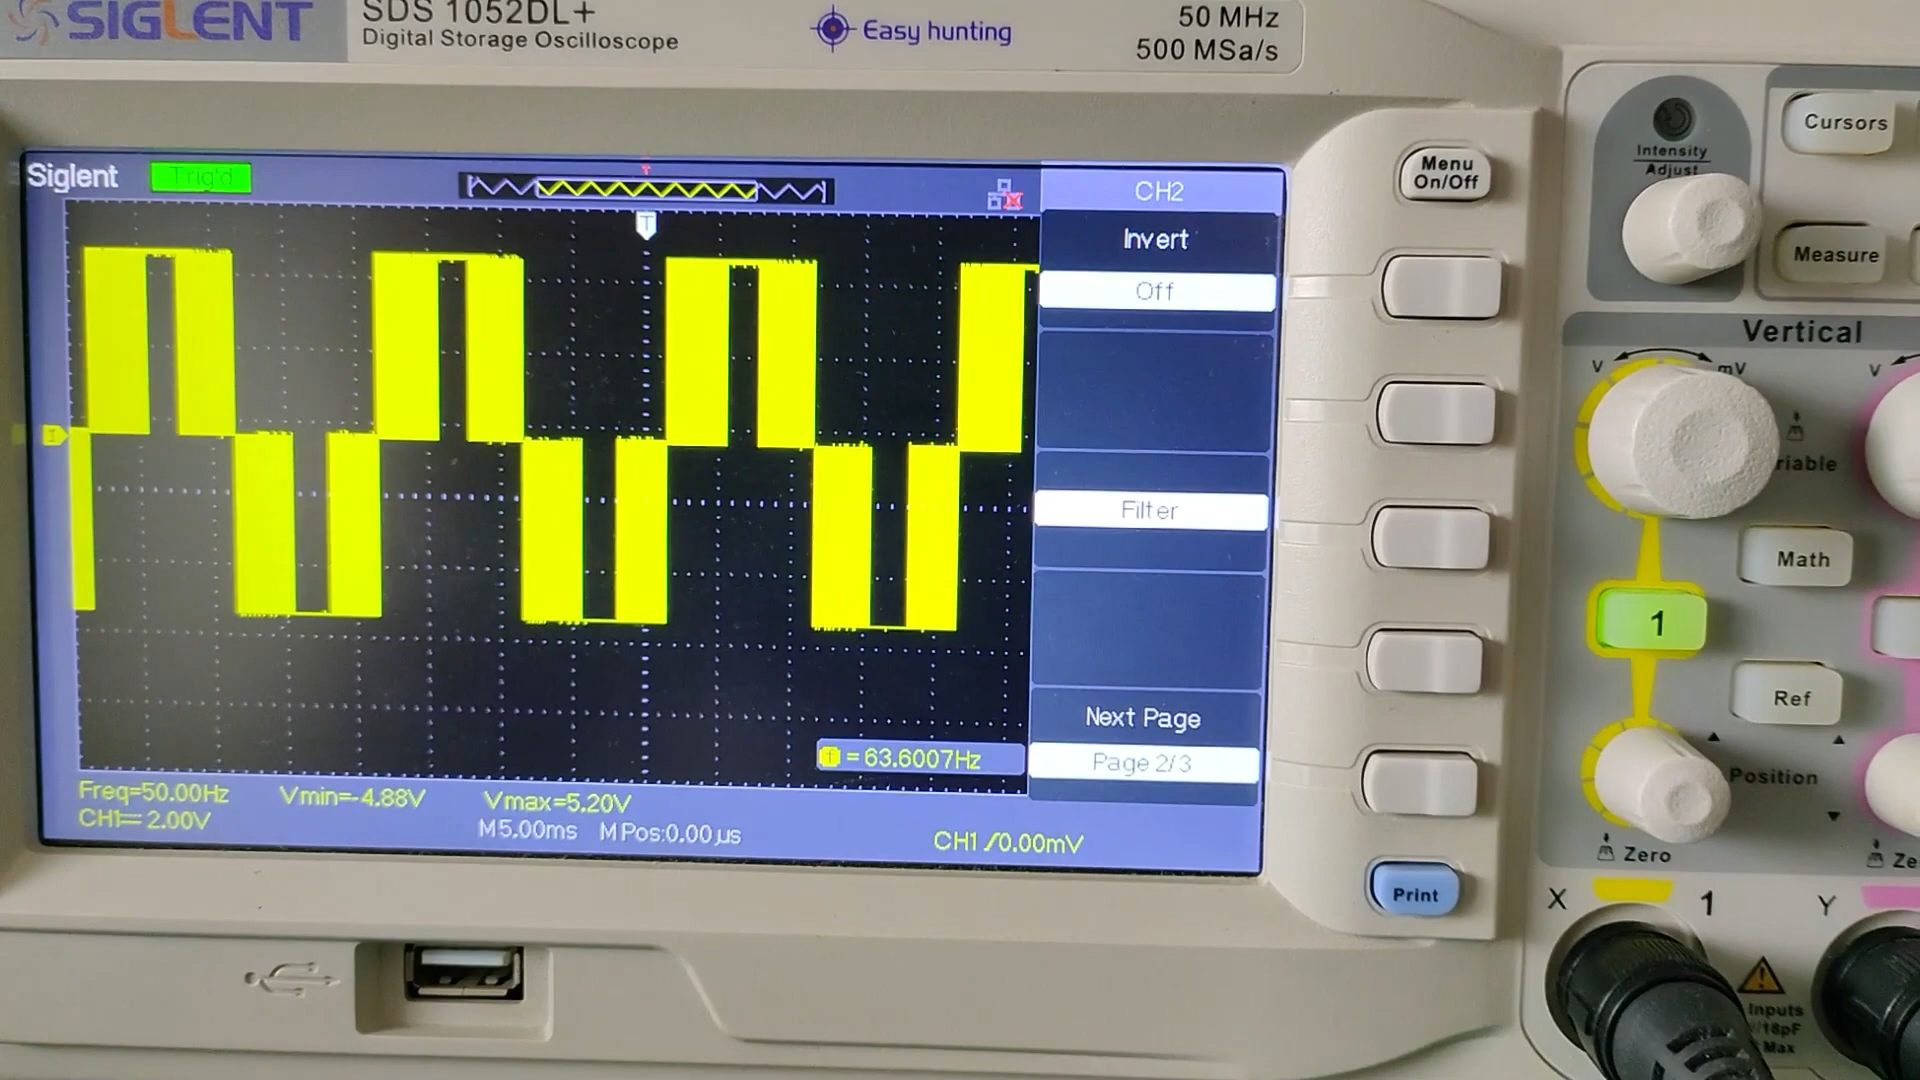 SIGLENT
SDS 1052DL+
Digital Storage Oscilloscope
Easy hunting
50 MHz
500 MSa/s
Siglent
Trig'd
T
CH2
Invert
Off
Filter
Next Page
Page 2/3
= 63.6007Hz
Freq=50.00Hz
Vmin=-4.88V
Vmax=5.20V
CH1 2.00V
M 5.00ms
M Pos:0.00µs
CH1 /0.00mV
Menu
On/Off
Print
Intensity
Adjust
Cursors
Measure
Vertical
V
mV
V
Math
1
Ref
Position
Zero
X
1
Y